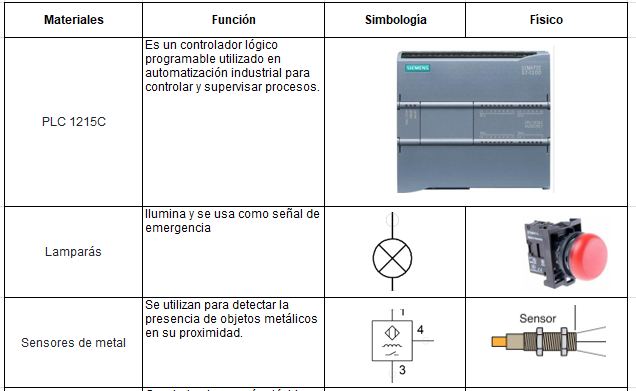 Materiales Función Simbología Físico
PLC 1215C
Es un controlador lógico
programable utilizado en
automatización industrial para
controlar y supervisar procesos.
SIEMENS
SIMATIC
S7-1200
Lamparás
Ilumina y se usa como señal de
emergencia
Sensores de metal
Se utilizan para detectar la
presencia de objetos metálicos
en su proximidad.
1
4
3
Sensor